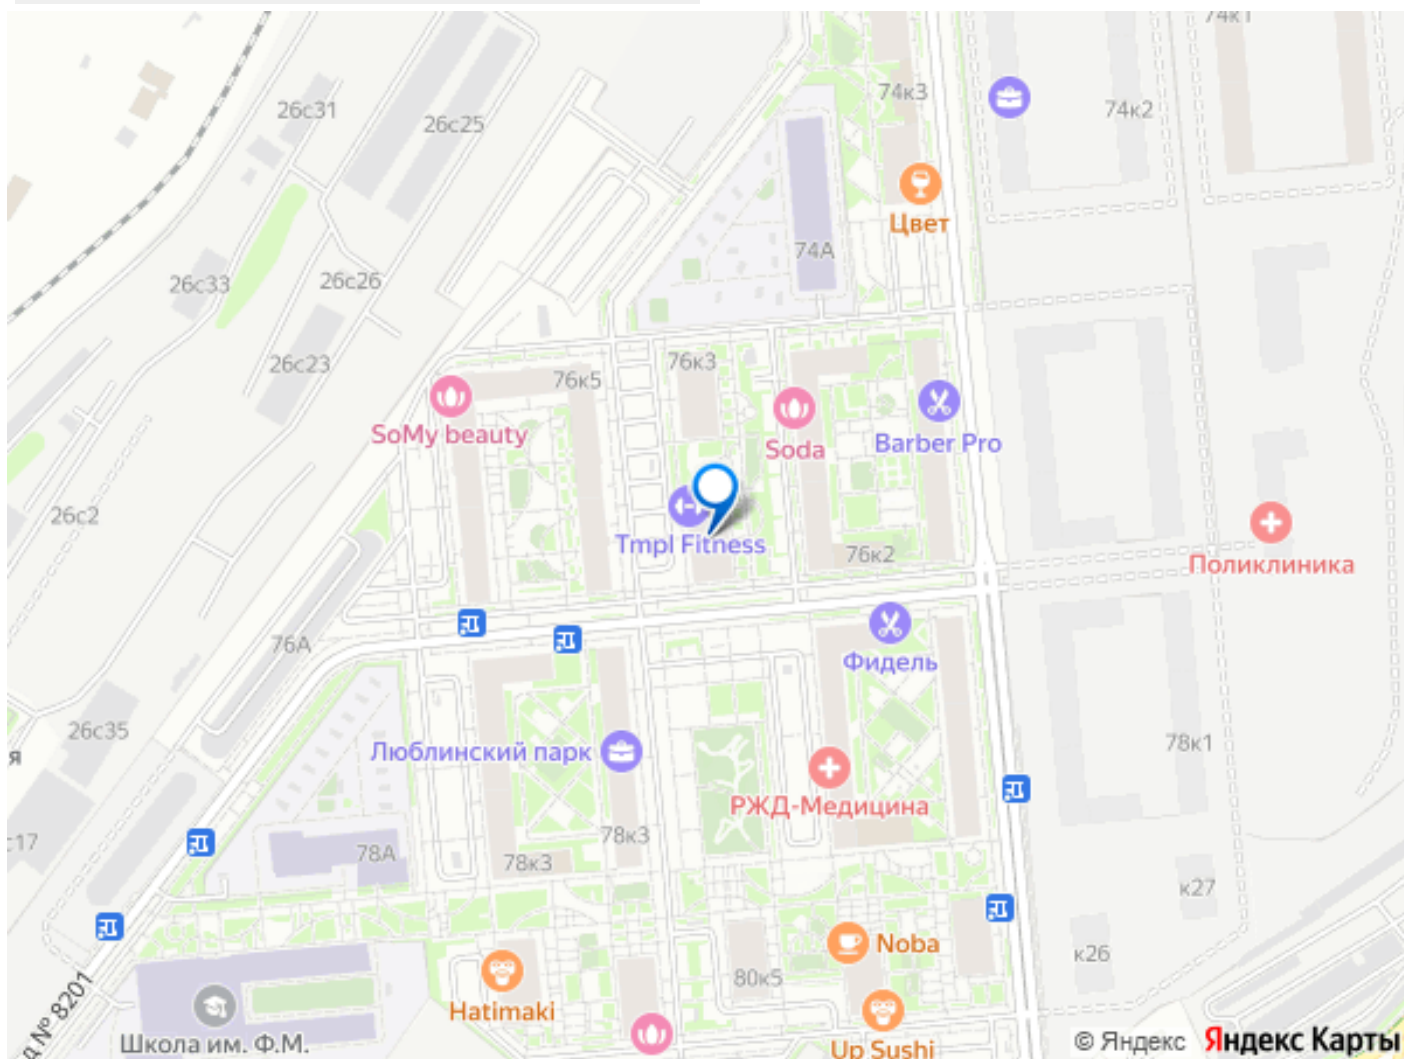 74к1
26с31
26с25
74к3
74к2
Цвет
74А
26с33
26с26
26с23
76к5
76к3
SoMy beauty
Soda
Barber Pro
26с2
Tmpl Fitness
76к2
Поликлиника
76А
Фидель
26с35
я
Люблинский парк
78к1
РЖД-Медицина
с17
78А
78к3
78к3
к27
Noba
к26
80к5
Hatimaki
д № 8201
Школа им. Ф.М.
Up Sushi
© Яндекс Яндекс Карты